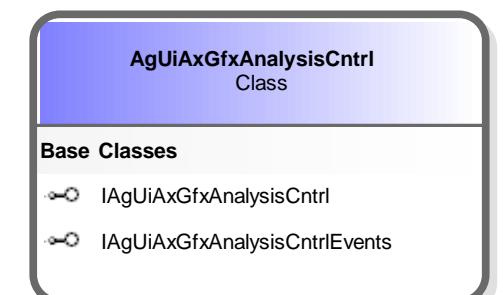 AgUiAxGfxAnalysisCntrl
Class
Base Classes
IAgUiAxGfxAnalysisCntrl
IAgUiAxGfxAnalysisCntrlEvents